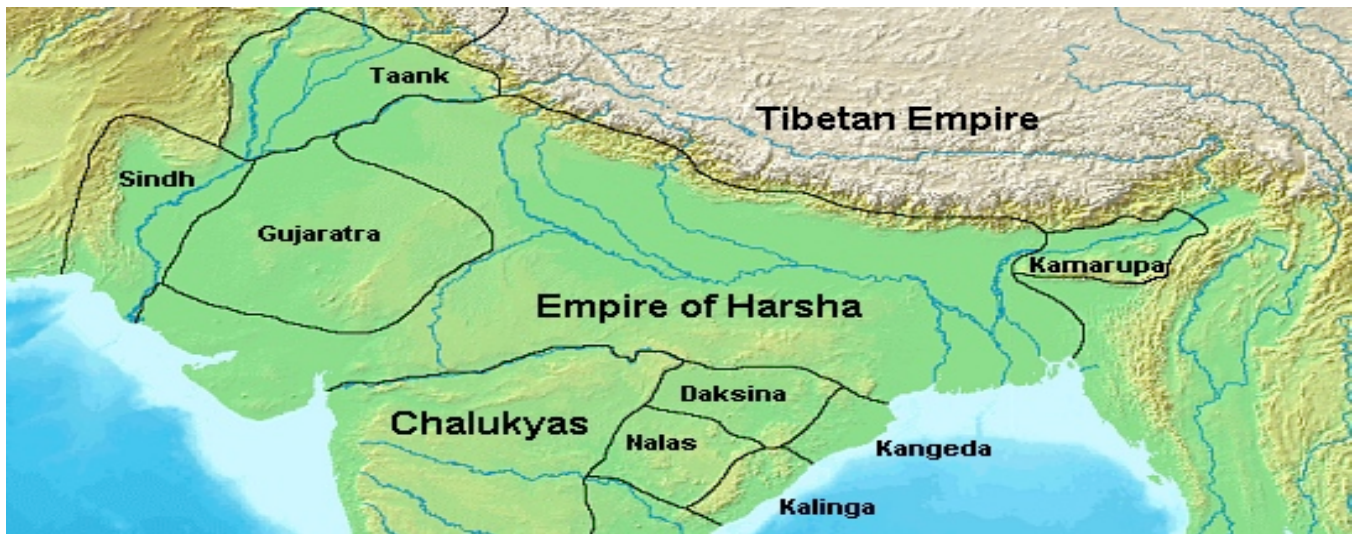 Taank
Tibetan Empire
Sindh
Gujaratra
Kamarupa
Empire of Harsha
Daksina
Chalukyas
Nalas
Kangeda
Kalinga